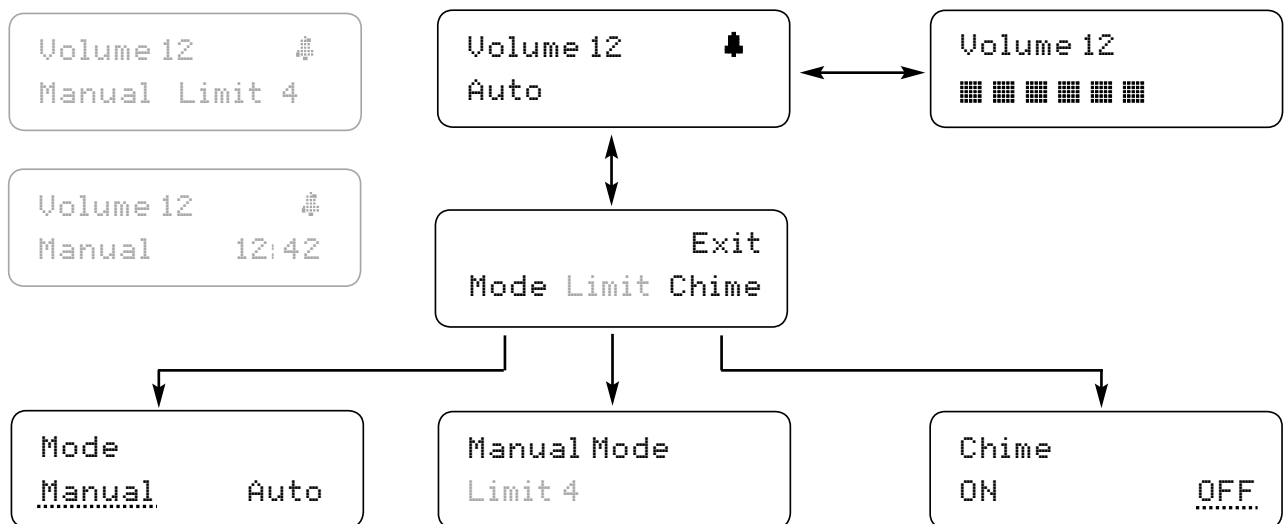 Volume 12
Manual Limit 4
Volume 12
Auto
Volume 12
Volume 12
Manual 12:42
Exit
Mode Limit Chime
Mode
Manual Auto
Manual Mode
Limit 4
Chime
ON OFF